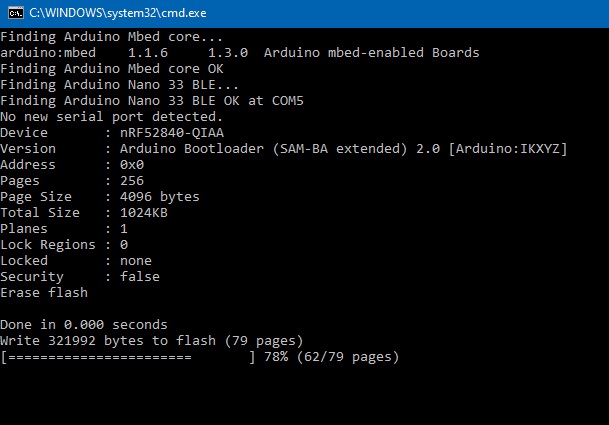 C:\WINDOWS\system32\cmd.exe
Finding Arduino Mbed core...
arduino:mbed    1.1.6     1.3.0  Arduino mbed-enabled Boards
Finding Arduino Mbed core OK
Finding Arduino Nano 33 BLE...
Finding Arduino Nano 33 BLE OK at COM5
No new serial port detected.
Device       : nRF52840-QIAA
Version      : Arduino Bootloader (SAM-BA extended) 2.0 [Arduino:IKXYZ]
Address      : 0x0
Pages        : 256
Page Size    : 4096 bytes
Total Size   : 1024KB
Planes       : 1
Lock Regions : 0
Locked       : none
Security     : false
Erase flash
Done in 0.000 seconds
Write 321992 bytes to flash (79 pages)
[=======================       ] 78% (62/79 pages)